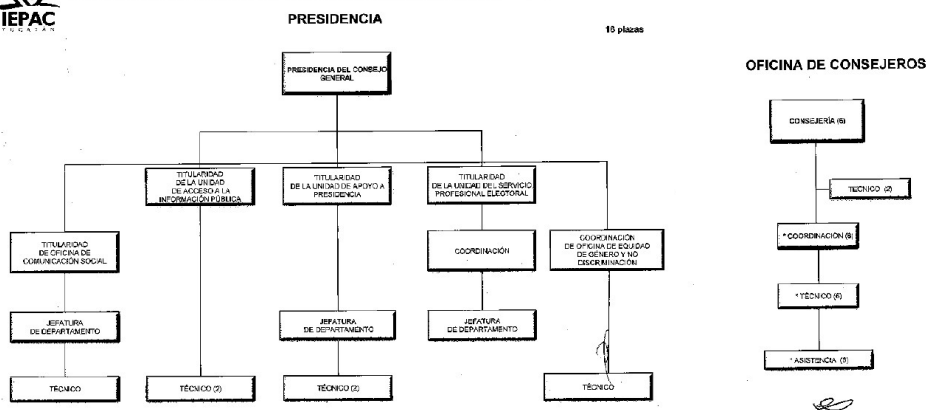 IEPAC
YUCATÁN
PRESIDENCIA
16 plazas
PRESIDENCIA DEL CONSEJO
GENERAL
TITULARIDAD
DE LA UNIDAD
DE ACCESO A LA
INFORMACIÓN PÚBLICA
TITULARIDAD
DE LA UNIDAD DE APOYO A
PRESIDENCIA
TITULARIDAD
DE LA UNIDAD DEL SERVICIO
PROFESIONAL ELECTORAL
TITULARIDAD
DE OFICINA DE
COMUNICACIÓN SOCIAL
COORDINACIÓN
COORDINACIÓN
DE OFICINA DE EQUIDAD
DE GÉNERO Y NO
DISCRIMINACIÓN
JEFATURA
DE DEPARTAMENTO
JEFATURA
DE DEPARTAMENTO
JEFATURA
DE DEPARTAMENTO
TÉCNICO
TÉCNICO (2)
TÉCNICO (2)
TÉCNICO
OFICINA DE CONSEJEROS
CONSEJERÍA (6)
TECNICO (2)
* COORDINACIÓN (6)
* TÉCNICO (6)
* ASISTENCIA